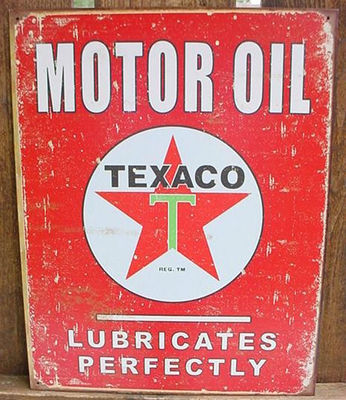 MOTOR OIL
TEXACO
T
REG. TM
LUBRICATES
PERFECTLY